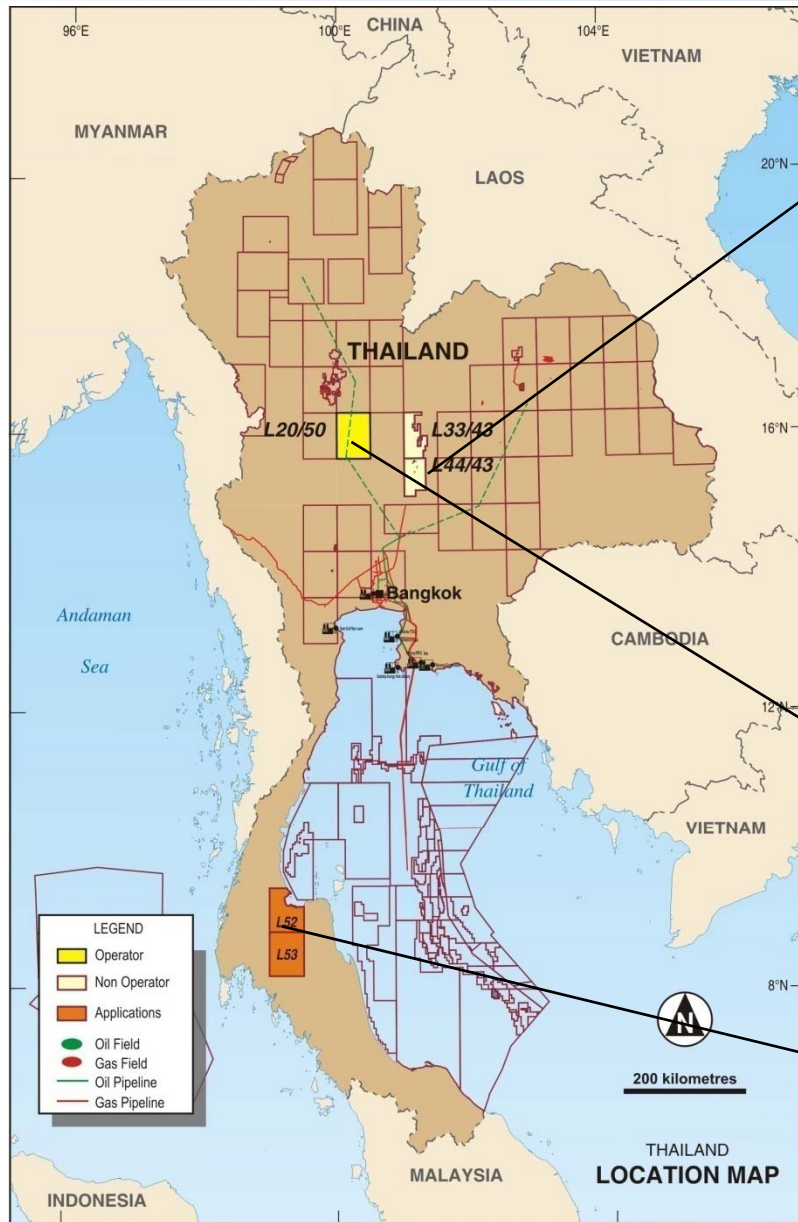 96°E
100°E
104°E
CHINA
VIETNAM
MYANMAR
LAOS
20°N
THAILAND
L20/50
L33/43
16°N
L44/43
Bangkok
Andaman
Sea
CAMBODIA
12°N
Gulf of
Thailand
VIETNAM
LEGEND
Operator
Non Operator
Applications
Oil Field
Gas Field
Oil Pipeline
Gas Pipeline
L52
L53
8°N
N
200 kilometres
THAILAND
LOCATION MAP
MALAYSIA
INDONESIA